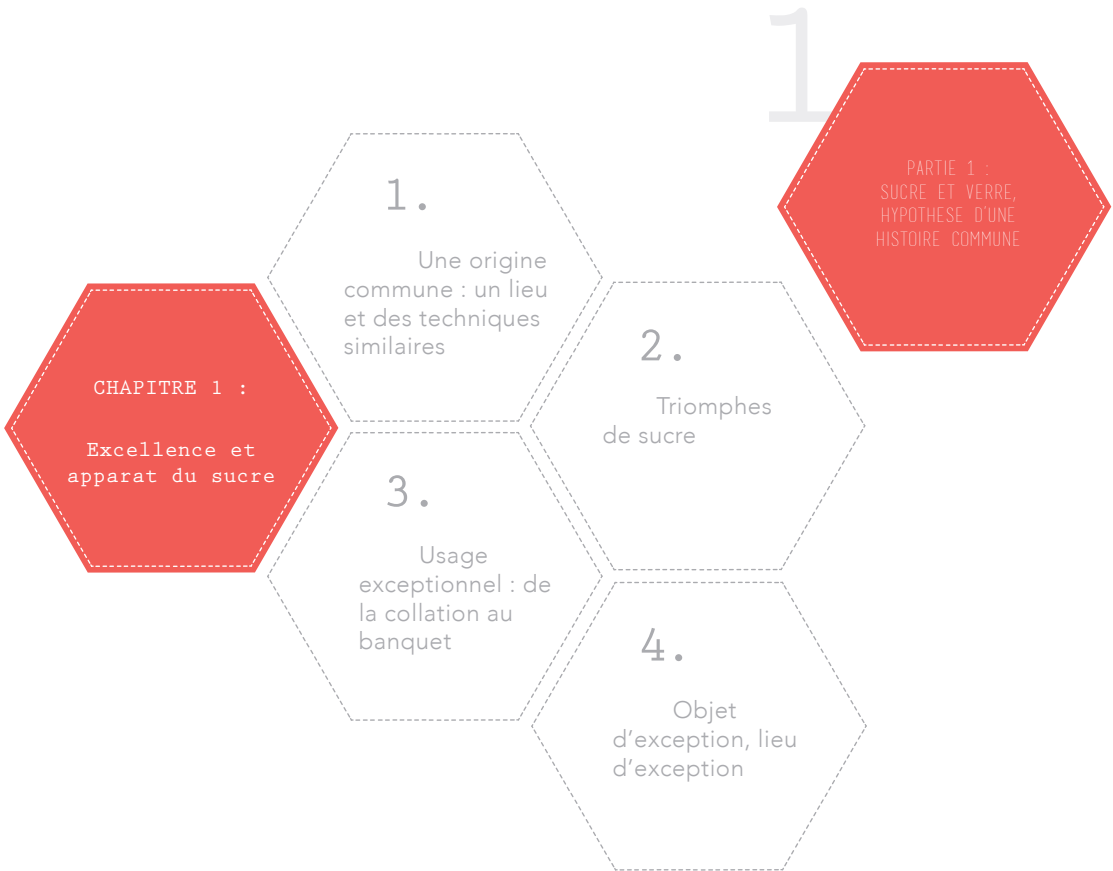 1
PARTIE 1 :
SUCRE ET VERRE,
HYPOTHESE D'UNE
HISTOIRE COMMUNE
CHAPITRE 1 :
Excellence et
apparat du sucre
1.
Une origine
commune : un lieu
et des techniques
similaires
2.
Triomphes
de sucre
3.
Usage
exceptionnel : de
la collation au
banquet
4.
Objet
d’exception, lieu
d’exception